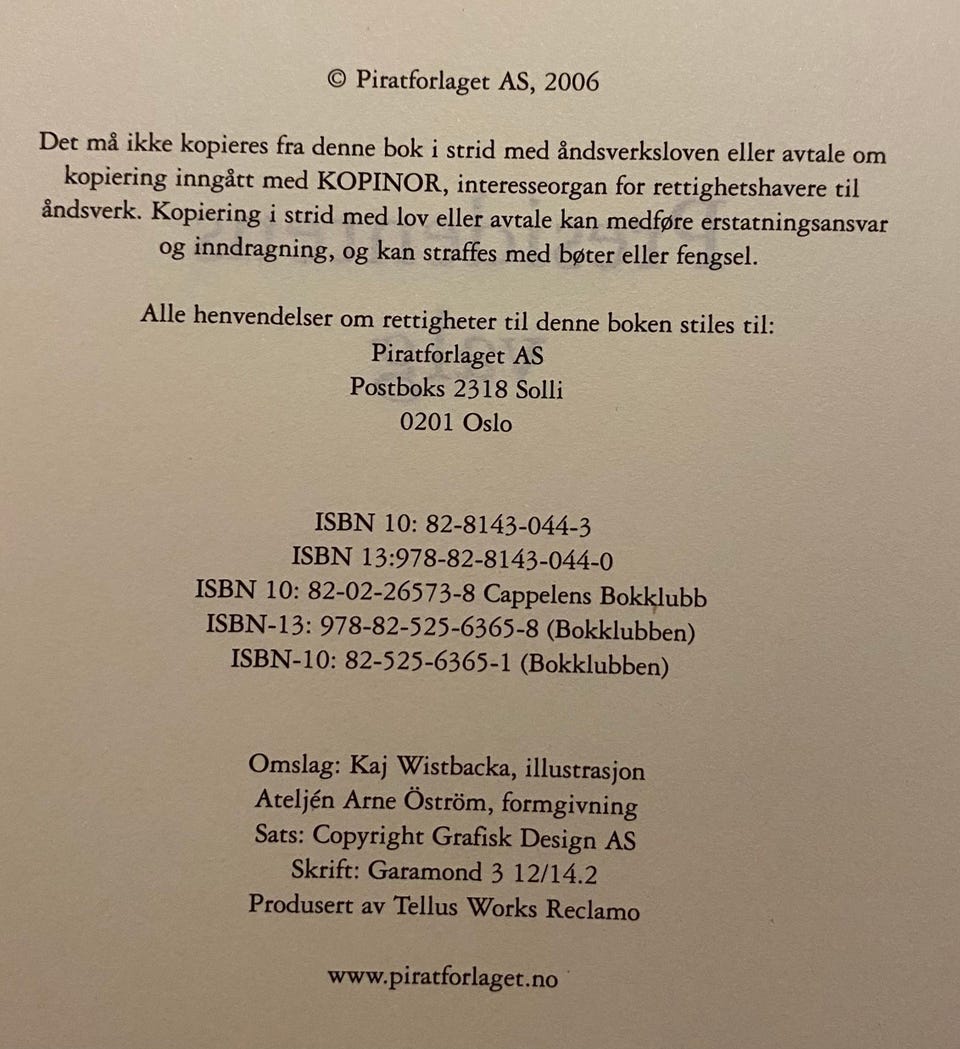 © Piratforlaget AS, 2006
Det må ikke kopieres fra denne bok i strid med åndsverksloven eller avtale om
kopiering inngått med KOPINOR, interesseorgan for rettighetshavere til
åndsverk. Kopiering i strid med lov eller avtale kan medføre erstatningsansvar
og inndragning, og kan straffes med bøter eller fengsel.
Alle henvendelser om rettigheter til denne boken stiles til:
Piratforlaget AS
Postboks 2318 Solli
0201 Oslo
ISBN 10: 82-8143-044-3
ISBN 13:978-82-8143-044-0
ISBN 10: 82-02-26573-8 Cappelens Bokklubb
ISBN-13: 978-82-525-6365-8 (Bokklubben)
ISBN-10: 82-525-6365-1 (Bokklubben)
Omslag: Kaj Wistbacka, illustrasjon
Ateljén Arne Öström, formgivning
Sats: Copyright Grafisk Design AS
Skrift: Garamond 3 12/14.2
Produsert av Tellus Works Reclamo
www.piratforlaget.no